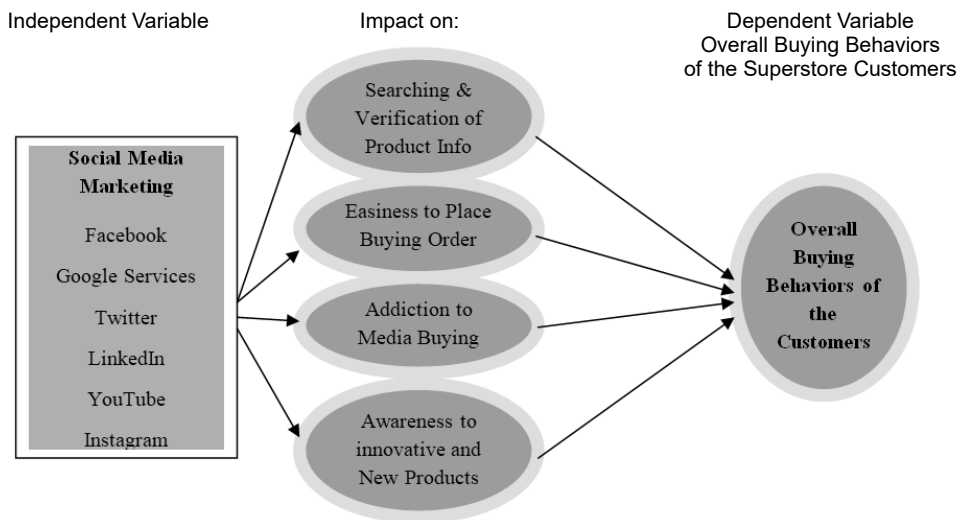 Independent Variable
Impact on:
Dependent Variable
Overall Buying Behaviors
of the Superstore Customers
Social Media
Marketing
Facebook
Google Services
Twitter
LinkedIn
YouTube
Instagram
Searching &
Verification of
Product Info
Easiness to Place
Buying Order
Addiction to
Media Buying
Awareness to
innovative and
New Products
Overall
Buying
Behaviors of
the
Customers